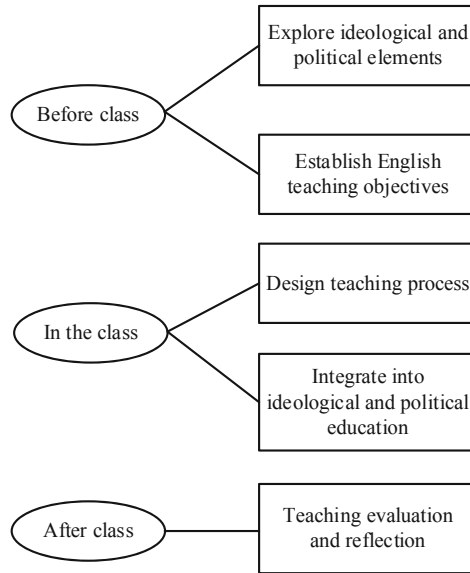 Explore ideological and
political elements
Before class
Establish English
teaching objectives
Design teaching process
In the class
Integrate into
ideological and political
education
After class
Teaching evaluation
and reflection